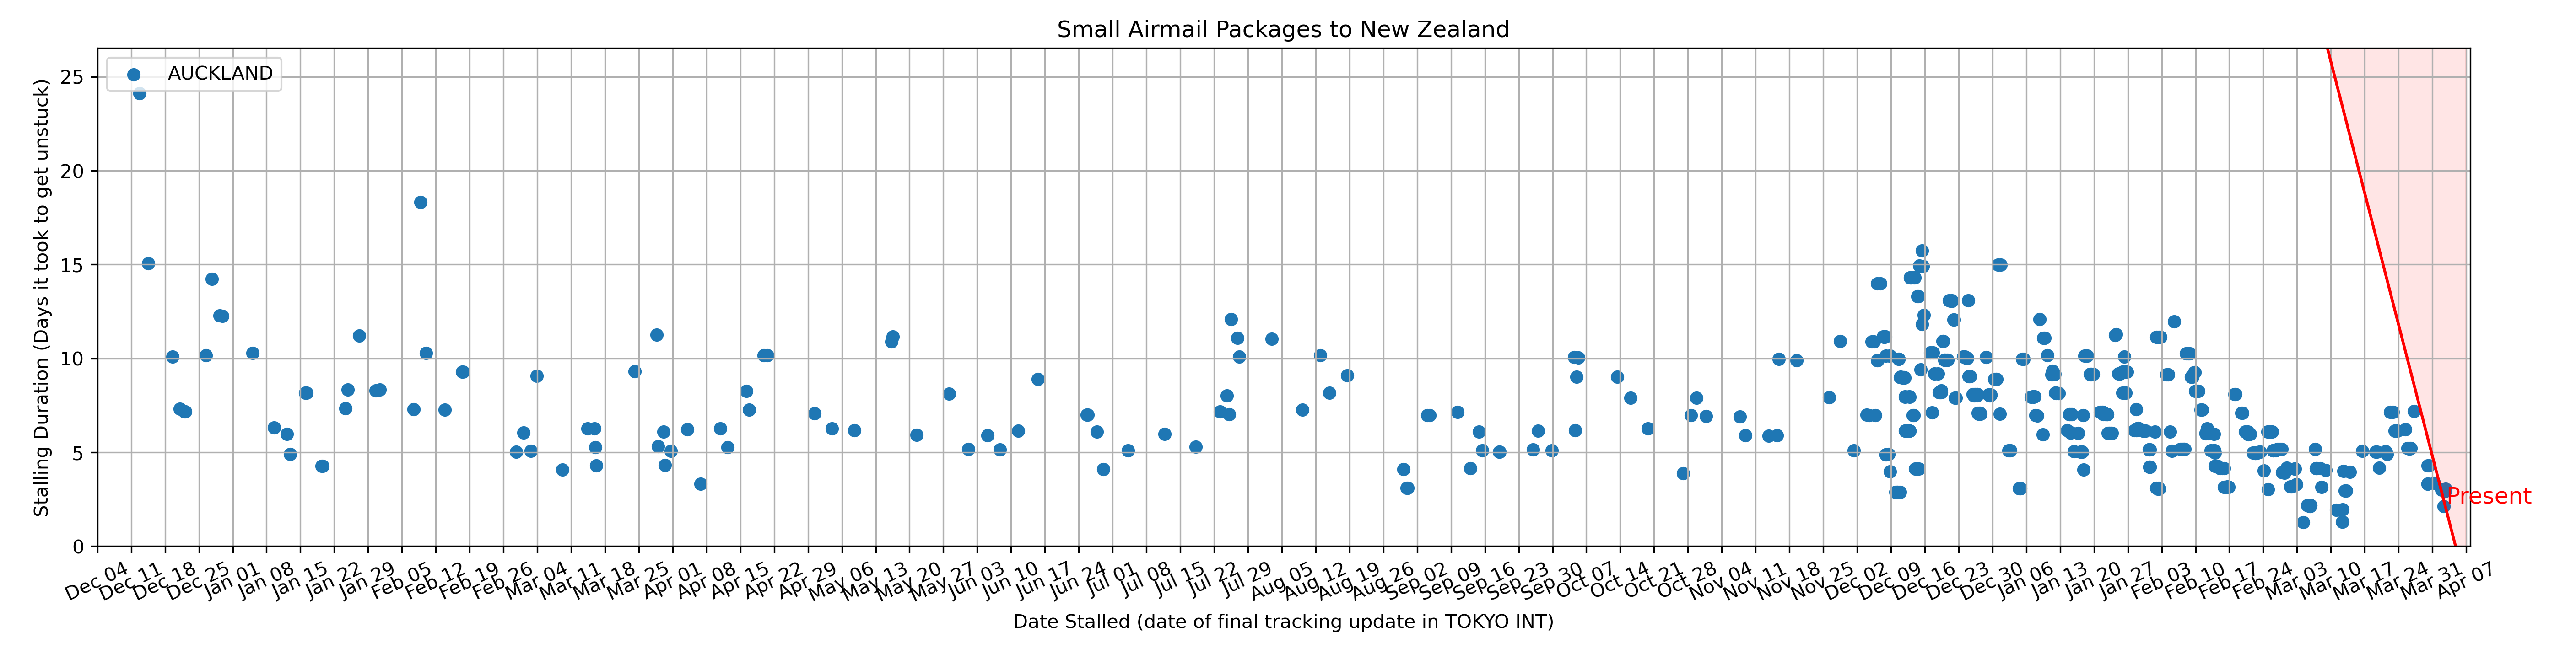 Small Airmail Packages to New Zealand
AUCKLAND
Stalling Duration (Days it took to get unstuck)
25
20
15
10
5
0
Present
Dec 04
Dec 11
Dec 18
Dec 25
Jan 01
Jan 08
Jan 15
Jan 22
Jan 29
Feb 05
Feb 12
Feb 19
Feb 26
Mar 04
Mar 11
Mar 18
Mar 25
Apr 01
Apr 08
Apr 15
Apr 22
Apr 29
May 06
May 13
May 20
May 27
Jun 03
Jun 10
Jun 17
Jun 24
Jul 01
Jul 08
Jul 15
Jul 22
Jul 29
Aug 05
Aug 12
Aug 19
Aug 26
Sep 02
Sep 09
Sep 16
Sep 23
Sep 30
Oct 07
Oct 14
Oct 21
Oct 28
Nov 04
Nov 11
Nov 18
Nov 25
Dec 02
Dec 09
Dec 16
Dec 23
Dec 30
Jan 06
Jan 13
Jan 20
Jan 27
Feb 03
Feb 10
Feb 17
Feb 24
Mar 03
Mar 10
Mar 17
Mar 24
Mar 31
Apr 07
Date Stalled (date of final tracking update in TOKYO INT)